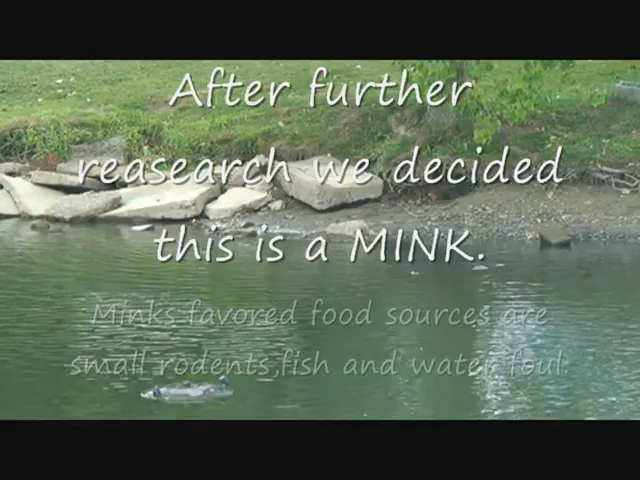 After further
reasearch we decided
this is a MINK.
Minks favored food sources are
small rodents,fish and water foul.